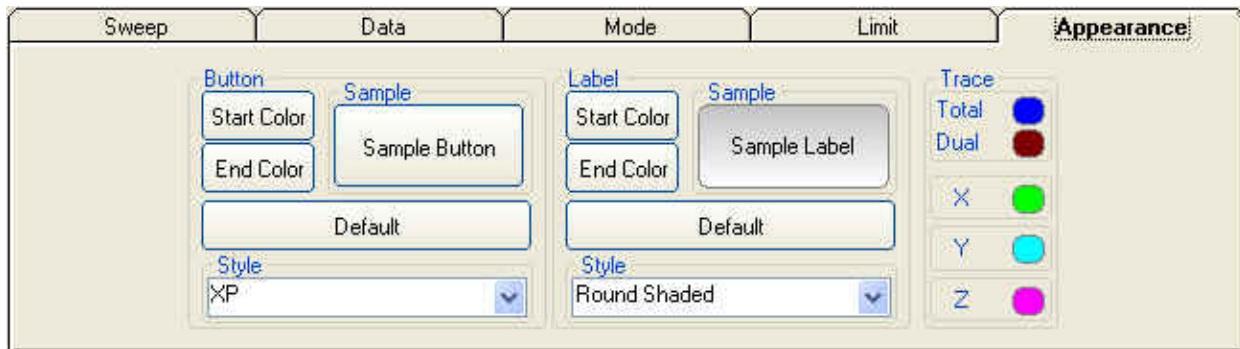 Sweep
Data
Mode
Limit
Appearance
Button
Start Color
End Color
Sample
Sample Button
Default
Style
XP
Label
Start Color
End Color
Sample
Sample Label
Default
Style
Round Shaded
Trace
Total
Dual
X
Y
Z